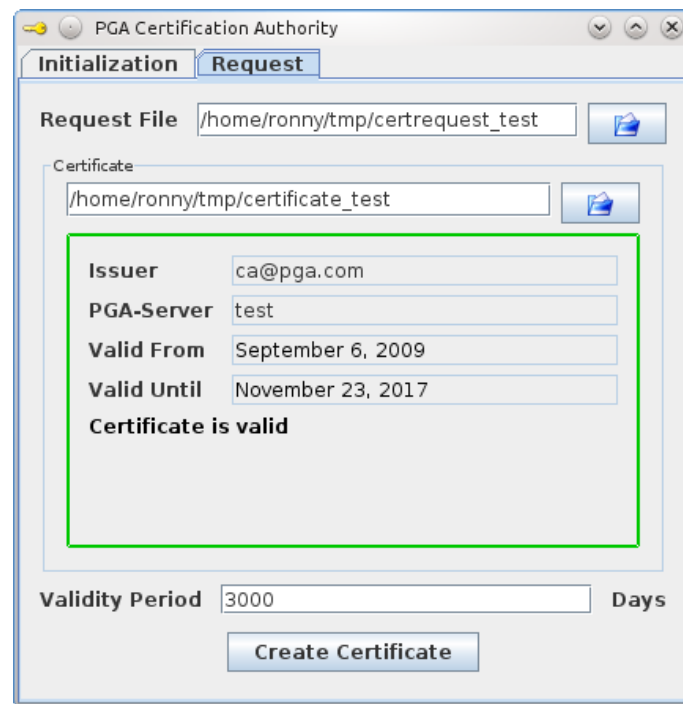 PGA Certification Authority
Initialization Request
Request File /home/ronny/tmp/certrequest_test
Certificate
/home/ronny/tmp/certificate_test
Issuer ca@pga.com
PGA-Server test
Valid From September 6, 2009
Valid Until November 23, 2017
Certificate is valid
Validity Period 3000 Days
Create Certificate